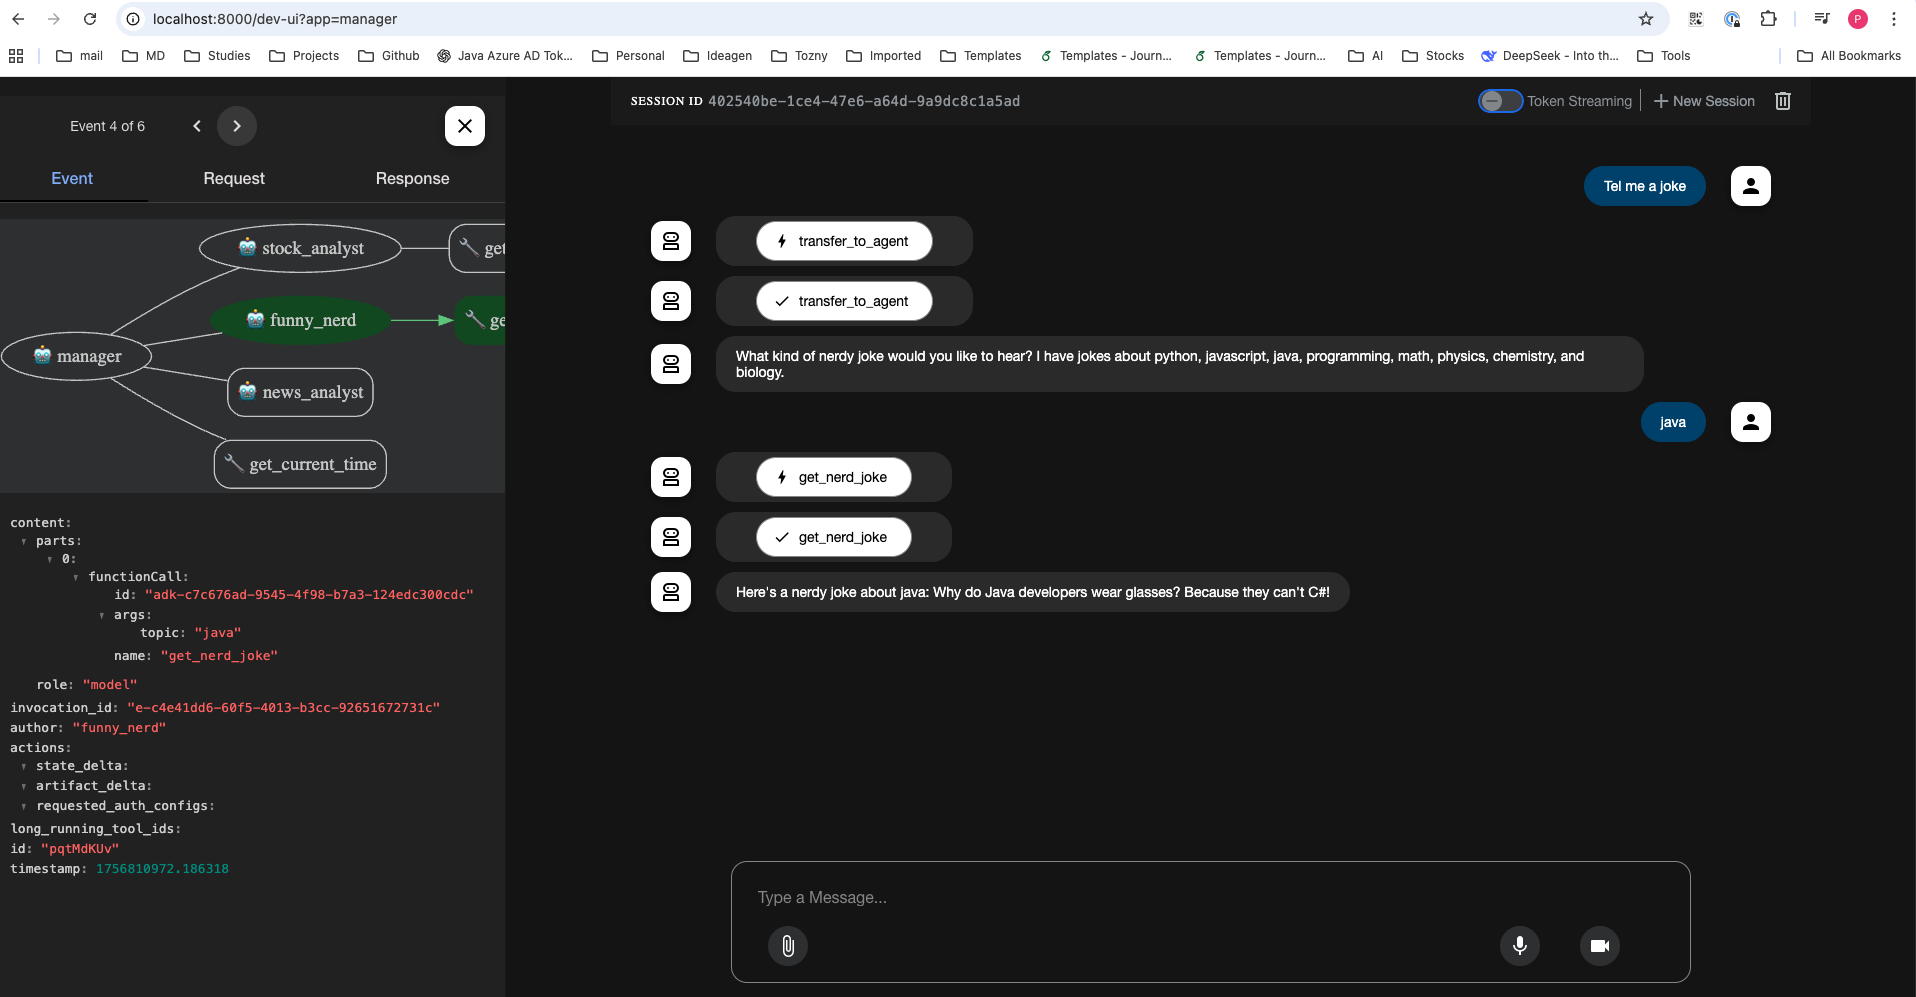 localhost:8000/dev-ui?app=manager
mail MD Studies Projects Github Java Azure AD Tok... Personal Ideagen Tozny Imported Templates Templates - Journ... Templates - Journ... AI Stocks DeepSeek - Into th... Tools All Bookmarks
P
Event 4 of 6
Event Request Response
stock_analyst
get
funny_nerd
ge
manager
news_analyst
get_current_time
content:
parts:
0:
functionCall:
id: "adk-c7c676ad-9545-4f98-b7a3-124edc300cdc"
args:
topic: "java"
name: "get_nerd_joke"
role: "model"
invocation_id: "e-c4e41dd6-60f5-4013-b3cc-92651672731c"
author: "funny_nerd"
actions:
state_delta:
artifact_delta:
requested_auth_configs:
long_running_tool_ids:
id: "pqtMdKUv"
timestamp: 1756810972.186318
SESSION ID 402540be-1ce4-47e6-a64d-9a9dc8c1a5ad
Token Streaming
New Session
Tel me a joke
transfer_to_agent
transfer_to_agent
What kind of nerdy joke would you like to hear? I have jokes about python, javascript, java, programming, math, physics, chemistry, and
biology.
java
get_nerd_joke
get_nerd_joke
Here's a nerdy joke about java: Why do Java developers wear glasses? Because they can't C#!
Type a Message...